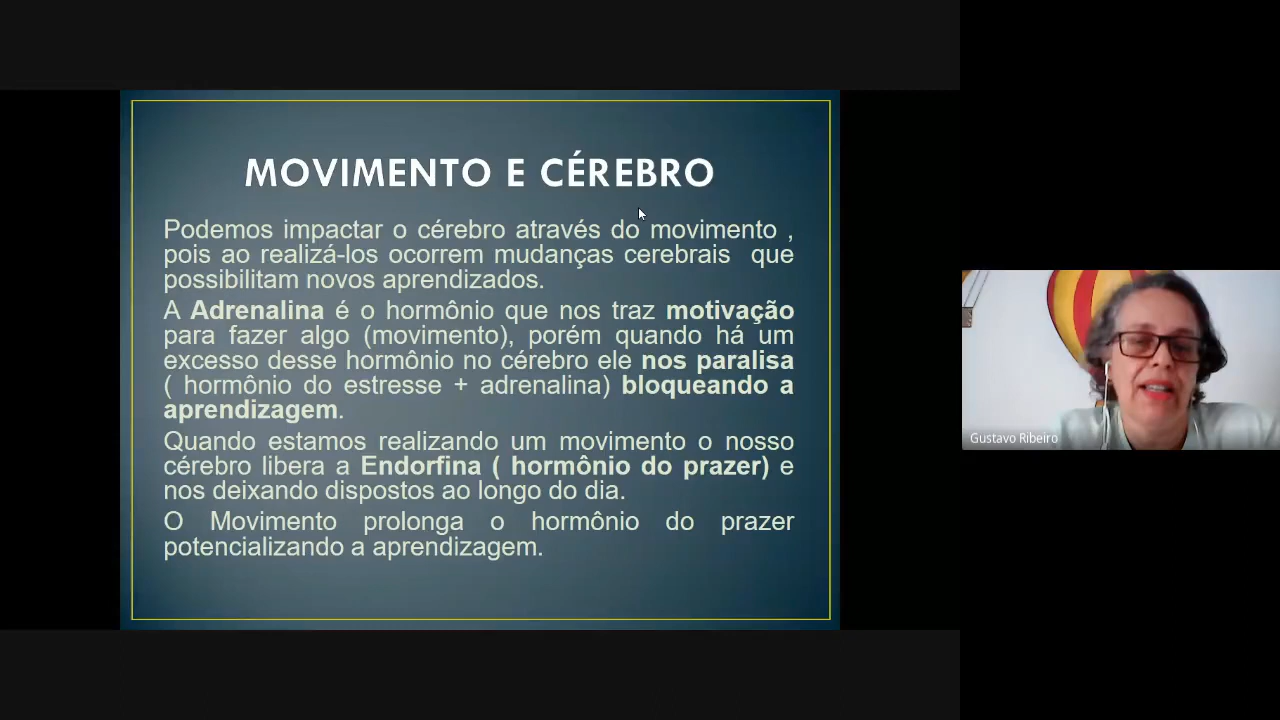 MOVIMENTO E CÉREBRO
Podemos impactar o cérebro através do movimento ,
pois ao realizá-los ocorrem mudanças cerebrais que
possibilitam novos aprendizados.
A Adrenalina é o hormônio que nos traz motivação
para fazer algo (movimento), porém quando há um
excesso desse hormônio no cérebro ele nos paralisa
( hormônio do estresse + adrenalina) bloqueando a
aprendizagem.
Quando estamos realizando um movimento o nosso
cérebro libera a Endorfina ( hormônio do prazer) e
nos deixando dispostos ao longo do dia.
O Movimento prolonga o hormônio do prazer
potencializando a aprendizagem.
Gustavo Ribeiro